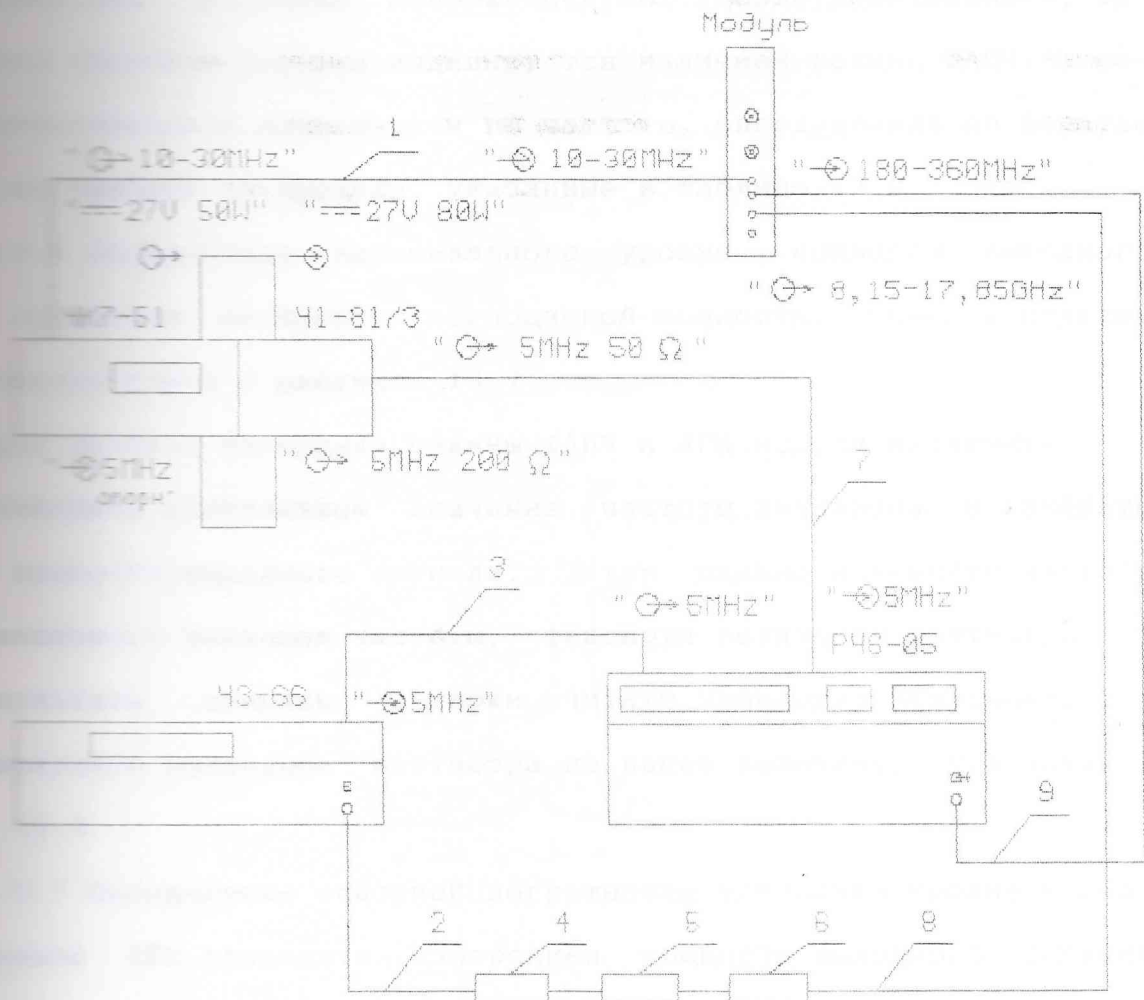 Модуль
1
"⊖→ 10-30MHz" "→⊖ 10-30MHz" "→⊖ 180-360MHz"
"===27V 50W" "===27V 80W"
"⊖→ 8,15-17,85GHz"
Ч1-81/3
"⊖→ 5MHz 50 Ω"
"→⊖5MHz
опорн."
"⊖→ 5MHz 200 Ω"
7
3
"⊖→5MHz" "→⊖5MHz"
РЧ6-05
Ч3-66 "→⊖5MHz"
9
2 4 5 6 8